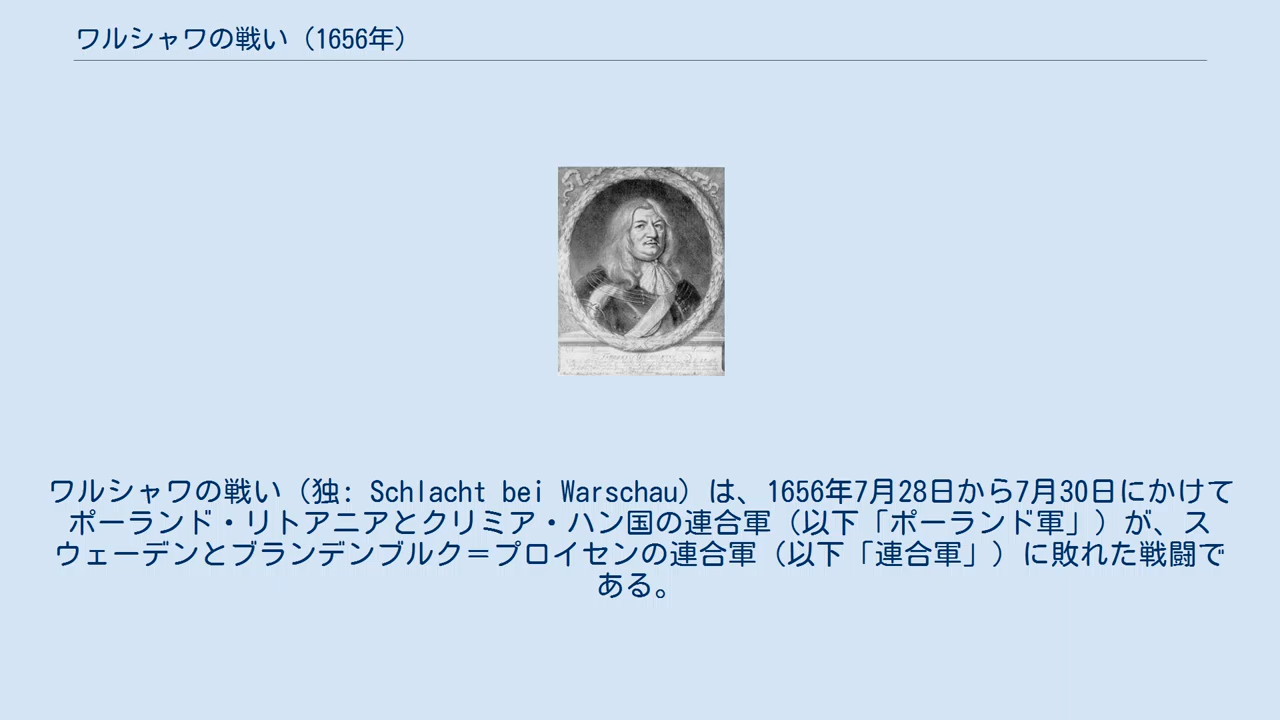 ワルシャワの戦い（1656年）
ワルシャワの戦い（独: Schlacht bei Warschau）は、1656年7月28日から7月30日にかけて
ポーランド・リトアニアとクリミア・ハン国の連合軍（以下「ポーランド軍」）が、ス
ウェーデンとブランデンブルク＝プロイセンの連合軍（以下「連合軍」）に敗れた戦闘で
ある。